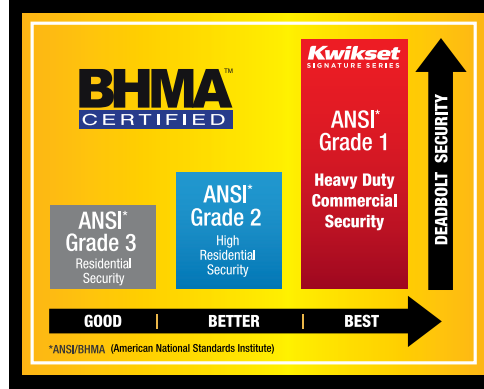 BHMA™
CERTIFIED
Kwikset
SIGNATURE SERIES
ANSI*
Grade 1
Heavy Duty
Commercial
Security
ANSI*
Grade 2
High
Residential
Security
ANSI*
Grade 3
Residential
Security
DEADBOLT SECURITY
GOOD | BETTER | BEST
*ANSI/BHMA (American National Standards Institute)